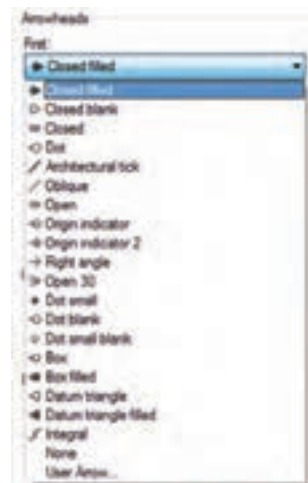 Arrowheads
First:
Closed filled
Closed filled
Closed blank
Closed
Dot
Architectural tick
Oblique
Open
Origin indicator
Origin indicator 2
Right angle
Open 30
Dot small
Dot blank
Dot small blank
Box
Box filled
Datum triangle
Datum triangle filled
Integral
None
User Arrow...